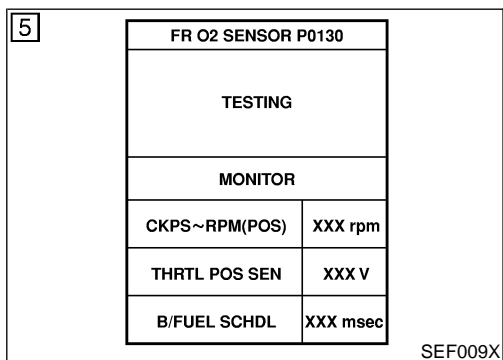 5
FR O2 SENSOR P0130
TESTING
MONITOR
CKPS~RPM(POS) XXX rpm
THRTL POS SEN XXX V
B/FUEL SCHDL XXX msec
SEF009X